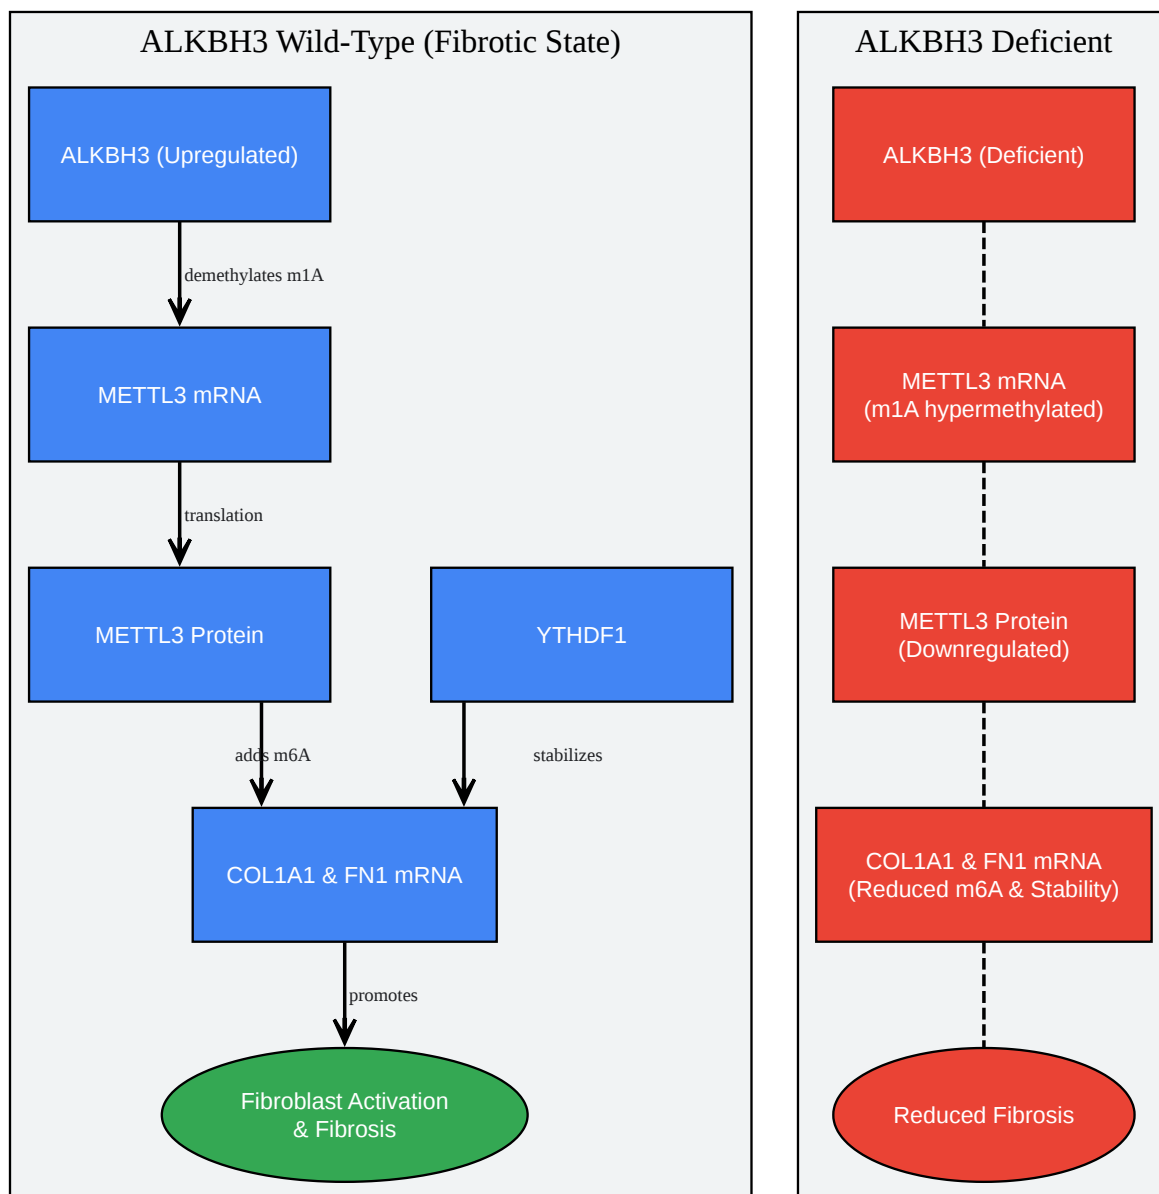 ALKBH3 Wild-Type (Fibrotic State)
ALKBH3 (Upregulated)
demethylates m1A
METTL3 mRNA
translation
METTL3 Protein
YTHDF1
adds m6A
stabilizes
COL1A1 & FN1 mRNA
promotes
Fibroblast Activation
& Fibrosis
ALKBH3 Deficient
ALKBH3 (Deficient)
METTL3 mRNA
(m1A hypermethylated)
METTL3 Protein
(Downregulated)
COL1A1 & FN1 mRNA
(Reduced m6A & Stability)
Reduced Fibrosis